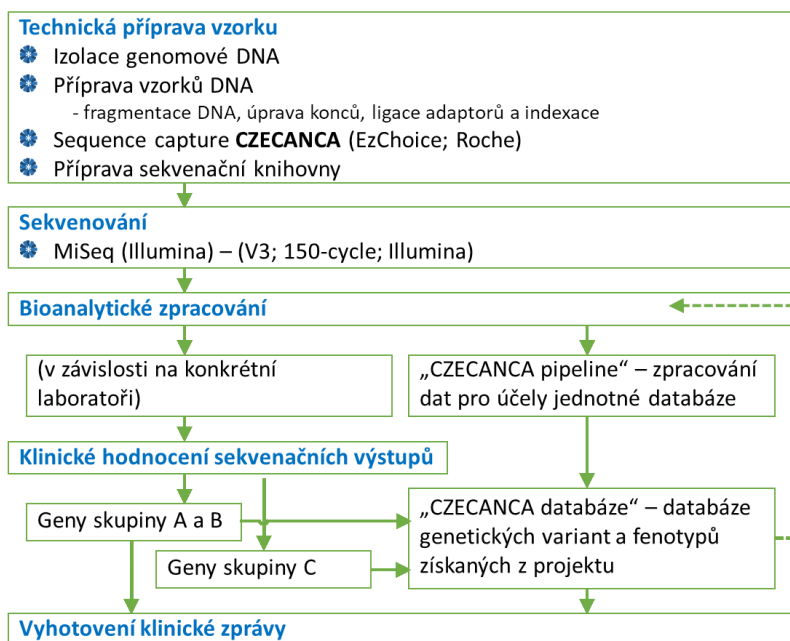 Technická příprava vzorku
Izolace genomové DNA
Příprava vzorků DNA
- fragmentace DNA, úprava konců, ligace adaptorů a indexace
Sequence capture CZECANCA (EzChoice; Roche)
Příprava sekvenační knihovny
Sekvenování
MiSeq (Illumina) – (V3; 150-cycle; Illumina)
Bioanalytické zpracování
(v závislosti na konkrétní
laboratoři)
„CZECANCA pipeline“ – zpracování
dat pro účely jednotné databáze
Klinické hodnocení sekvenačních výstupů
Geny skupiny A a B
Geny skupiny C
„CZECANCA databáze“ – databáze
genetických variant a fenotypů
získaných z projektu
Vyhotovení klinické zprávy